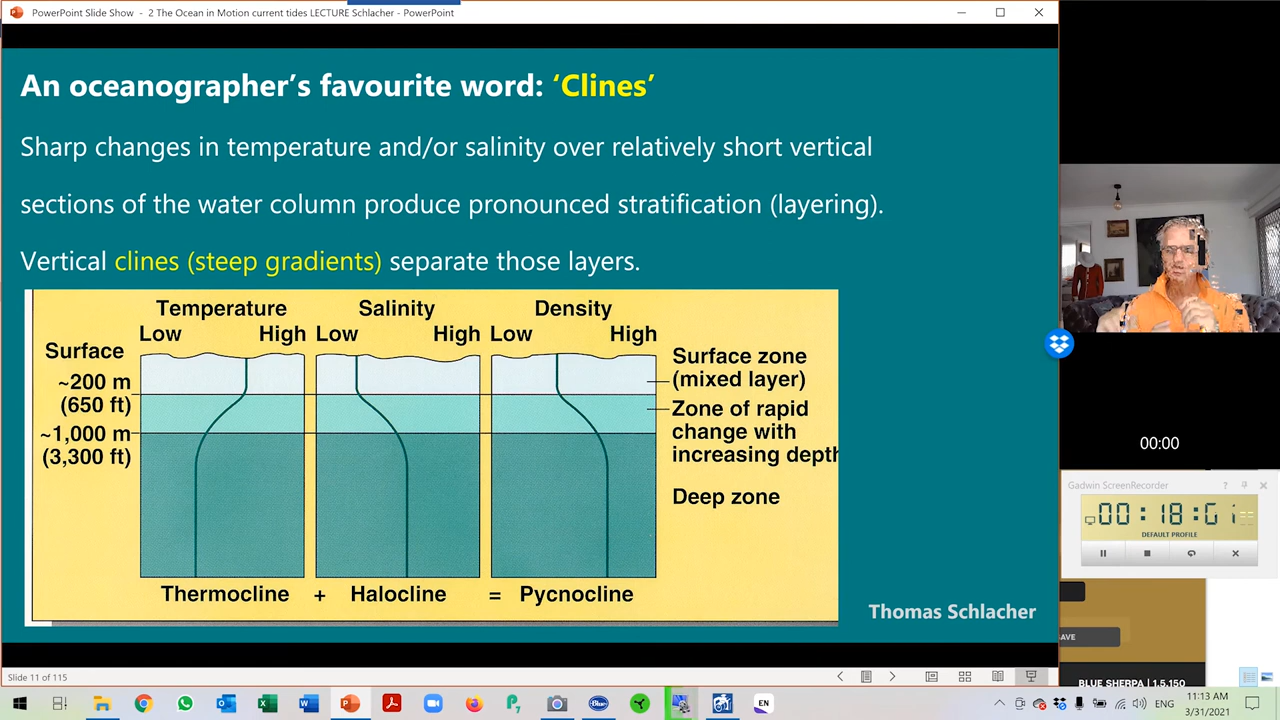 PowerPoint Slide Show - 2 The Ocean in Motion current tides LECTURE Schlacher - PowerPoint
An oceanographer's favourite word: 'Clines'
Sharp changes in temperature and/or salinity over relatively short vertical
sections of the water column produce pronounced stratification (layering).
Vertical clines (steep gradients) separate those layers.
Temperature Salinity Density
Low High Low High Low High
Surface
~200 m
(650 ft)
~1,000 m
(3,300 ft)
Surface zone
(mixed layer)
Zone of rapid
change with
increasing depth
Deep zone
Thermocline + Halocline = Pycnocline
Thomas Schlacher
00:00
Gadwin ScreenRecorder
DEFAULT PROFILE
BLUE SHERPA | 1.5.150
Slide 11 of 115
ENG
11:13 AM
3/31/2021
EN